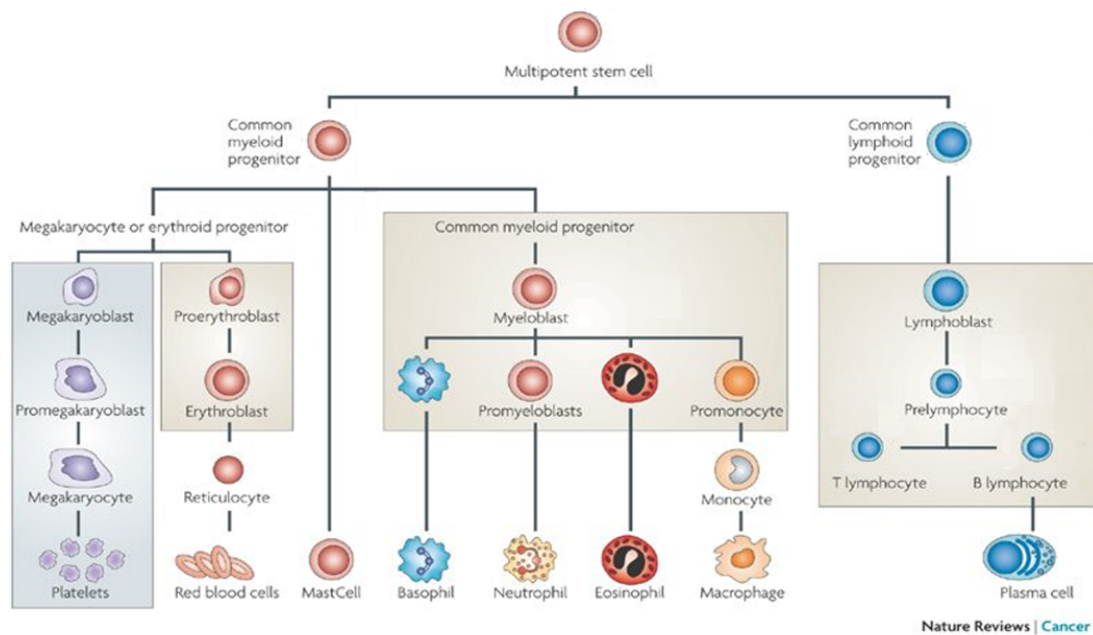 Multipotent stem cell
Common
myeloid
progenitor
Common
lymphoid
progenitor
Megakaryocyte or erythroid progenitor
Common myeloid progenitor
Megakaryoblast
Proerythroblast
Myeloblast
Lymphoblast
Promegakaryoblast
Erythroblast
Promyeloblasts
Promonocyte
Prelymphocyte
Megakaryocyte
Reticulocyte
Monocyte
T lymphocyte
B lymphocyte
Platelets
Red blood cells
MastCell
Basophil
Neutrophil
Eosinophil
Macrophage
Plasma cell
Nature Reviews | Cancer